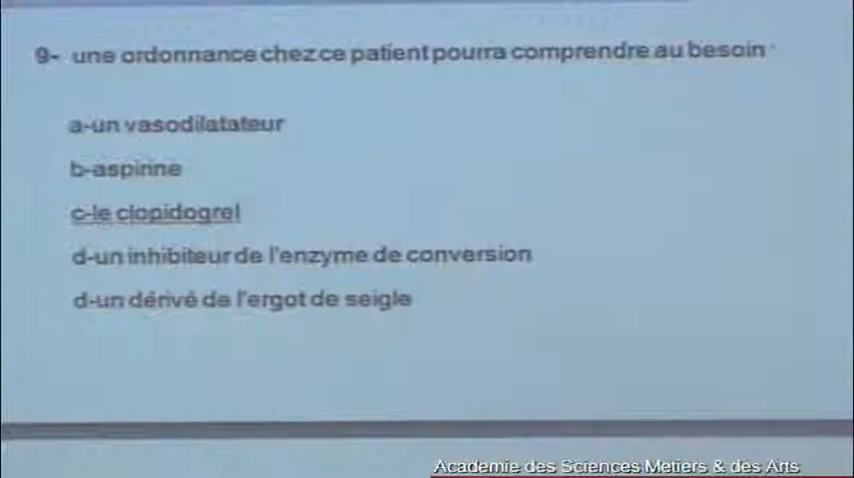 9- une ordonnance chez ce patient pourra comprendre au besoin
a-un vasodilatateur
b-aspirine
c-le clopidogrel
d-un inhibiteur de l'enzyme de conversion
d-un dérivé de l'ergot de seigle
Academie des Sciences Metiers & des Arts